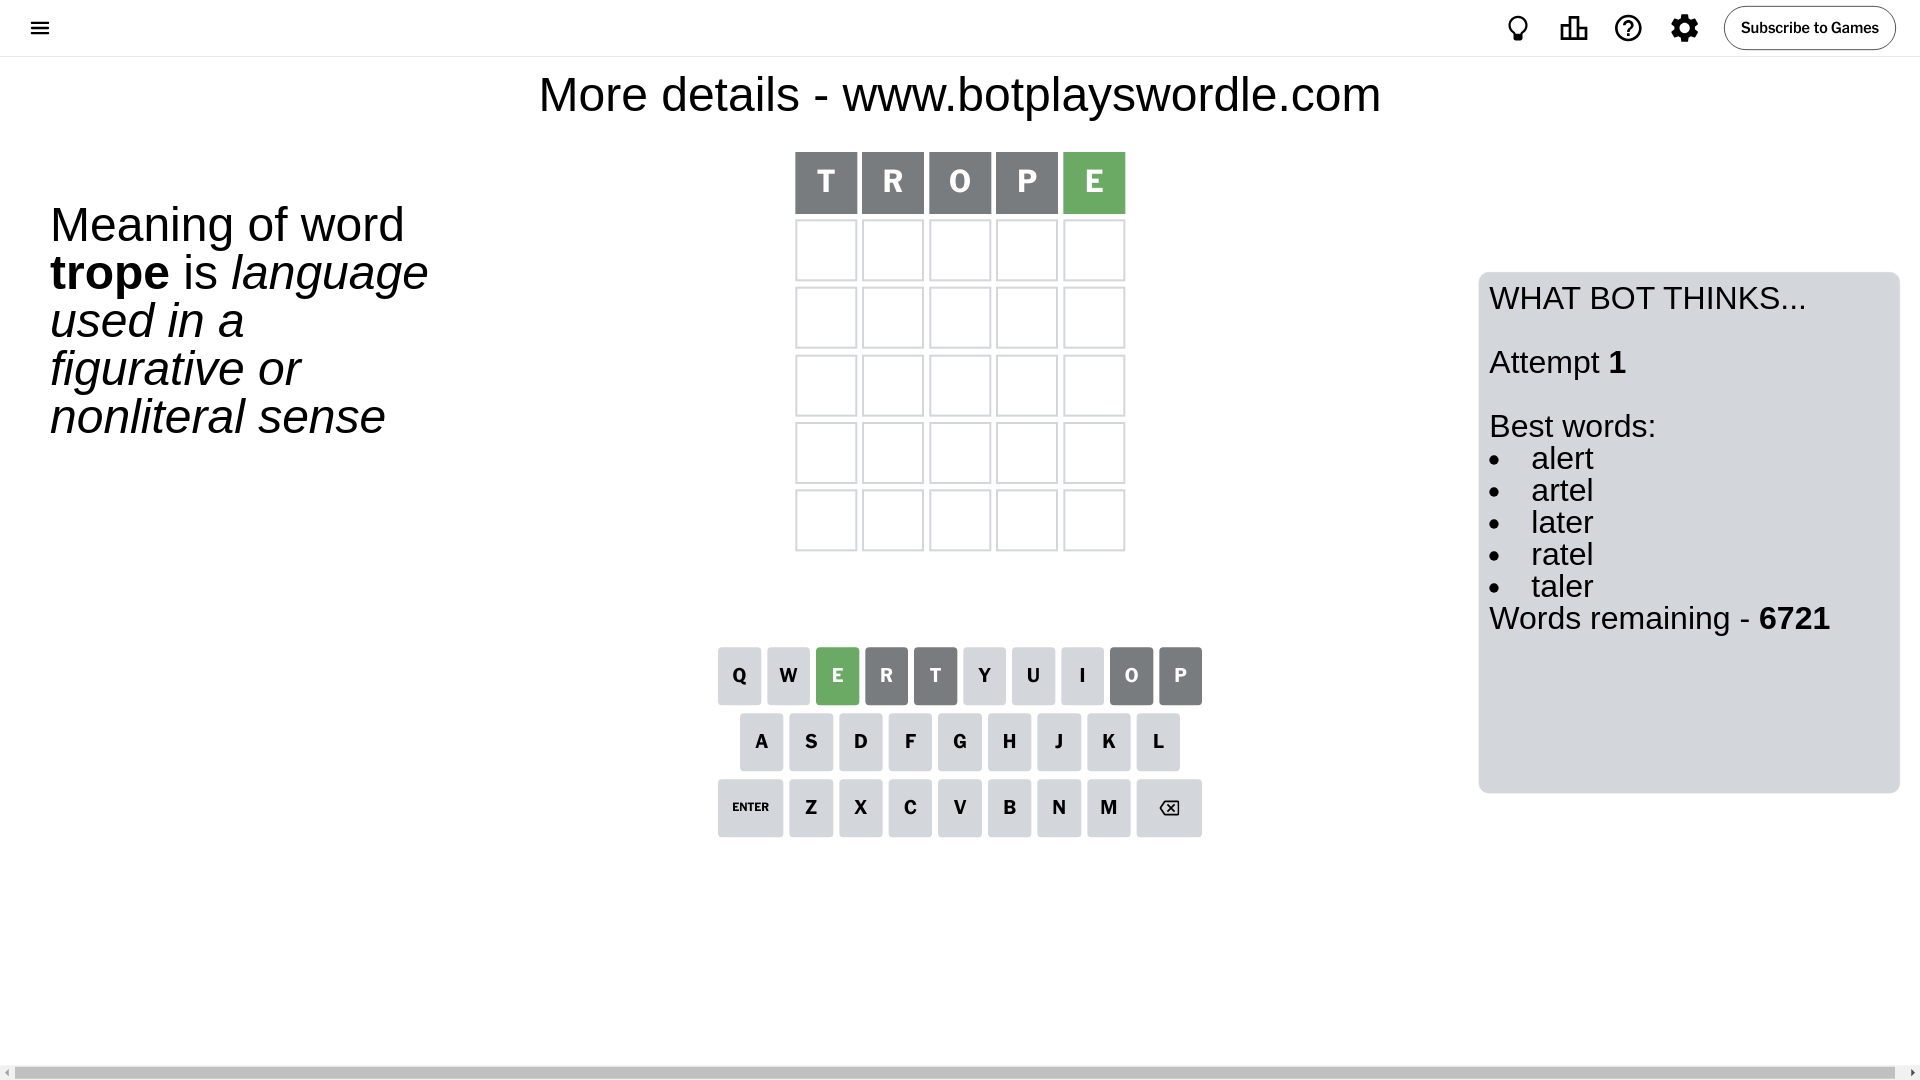 Subscribe to Games
More details - www.botplayswordle.com
T R O P E
Meaning of word
trope is language
used in a
figurative or
nonliteral sense
WHAT BOT THINKS...
Attempt 1
Best words:
• alert
• artel
• later
• ratel
• taler
Words remaining - 6721
Q W E R T Y U I O P
A S D F G H J K L
ENTER Z X C V B N M